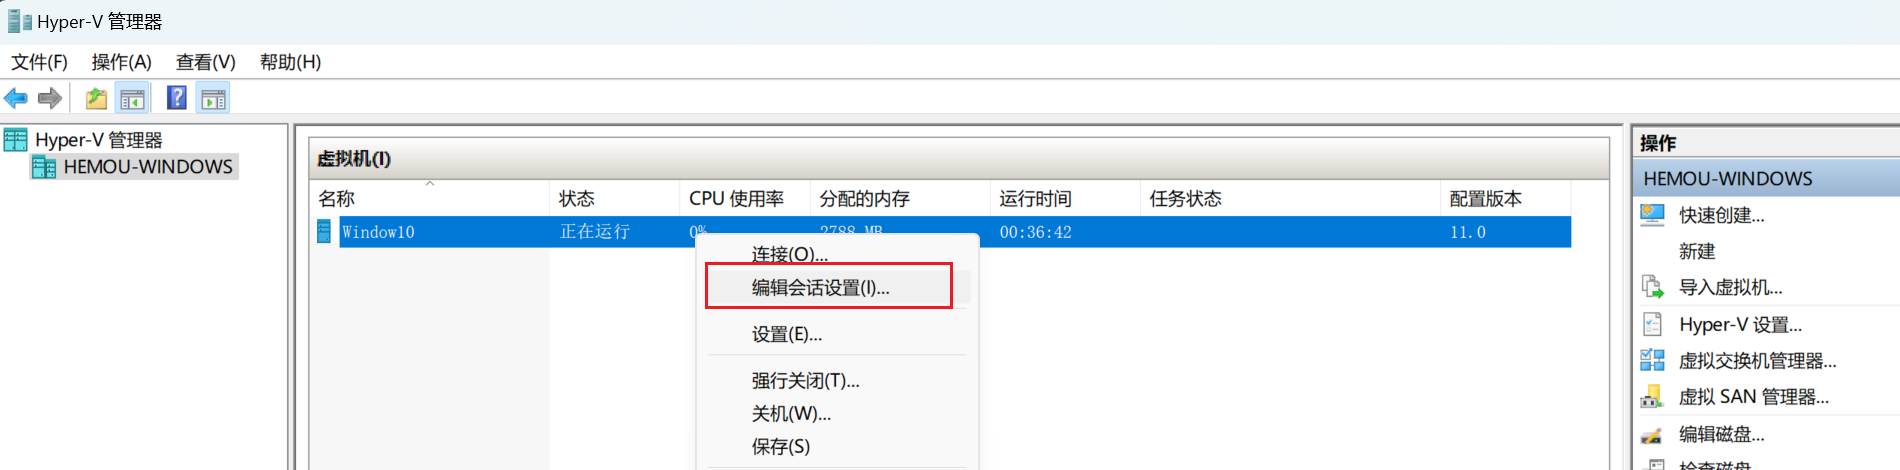 Hyper-V 管理器
文件(F) 操作(A) 查看(V) 帮助(H)
Hyper-V 管理器
HEMOU-WINDOWS
虚拟机(I)
名称 状态 CPU 使用率 分配的内存 运行时间 任务状态 配置版本
Window10 正在运行 0% 2788 MB 00:36:42 11.0
连接(O)...
编辑会话设置(I)...
设置(E)...
强行关闭(T)...
关机(W)...
保存(S)
操作
HEMOU-WINDOWS
快速创建...
新建
导入虚拟机...
Hyper-V 设置...
虚拟交换机管理器...
虚拟 SAN 管理器...
编辑磁盘...
检查磁盘...